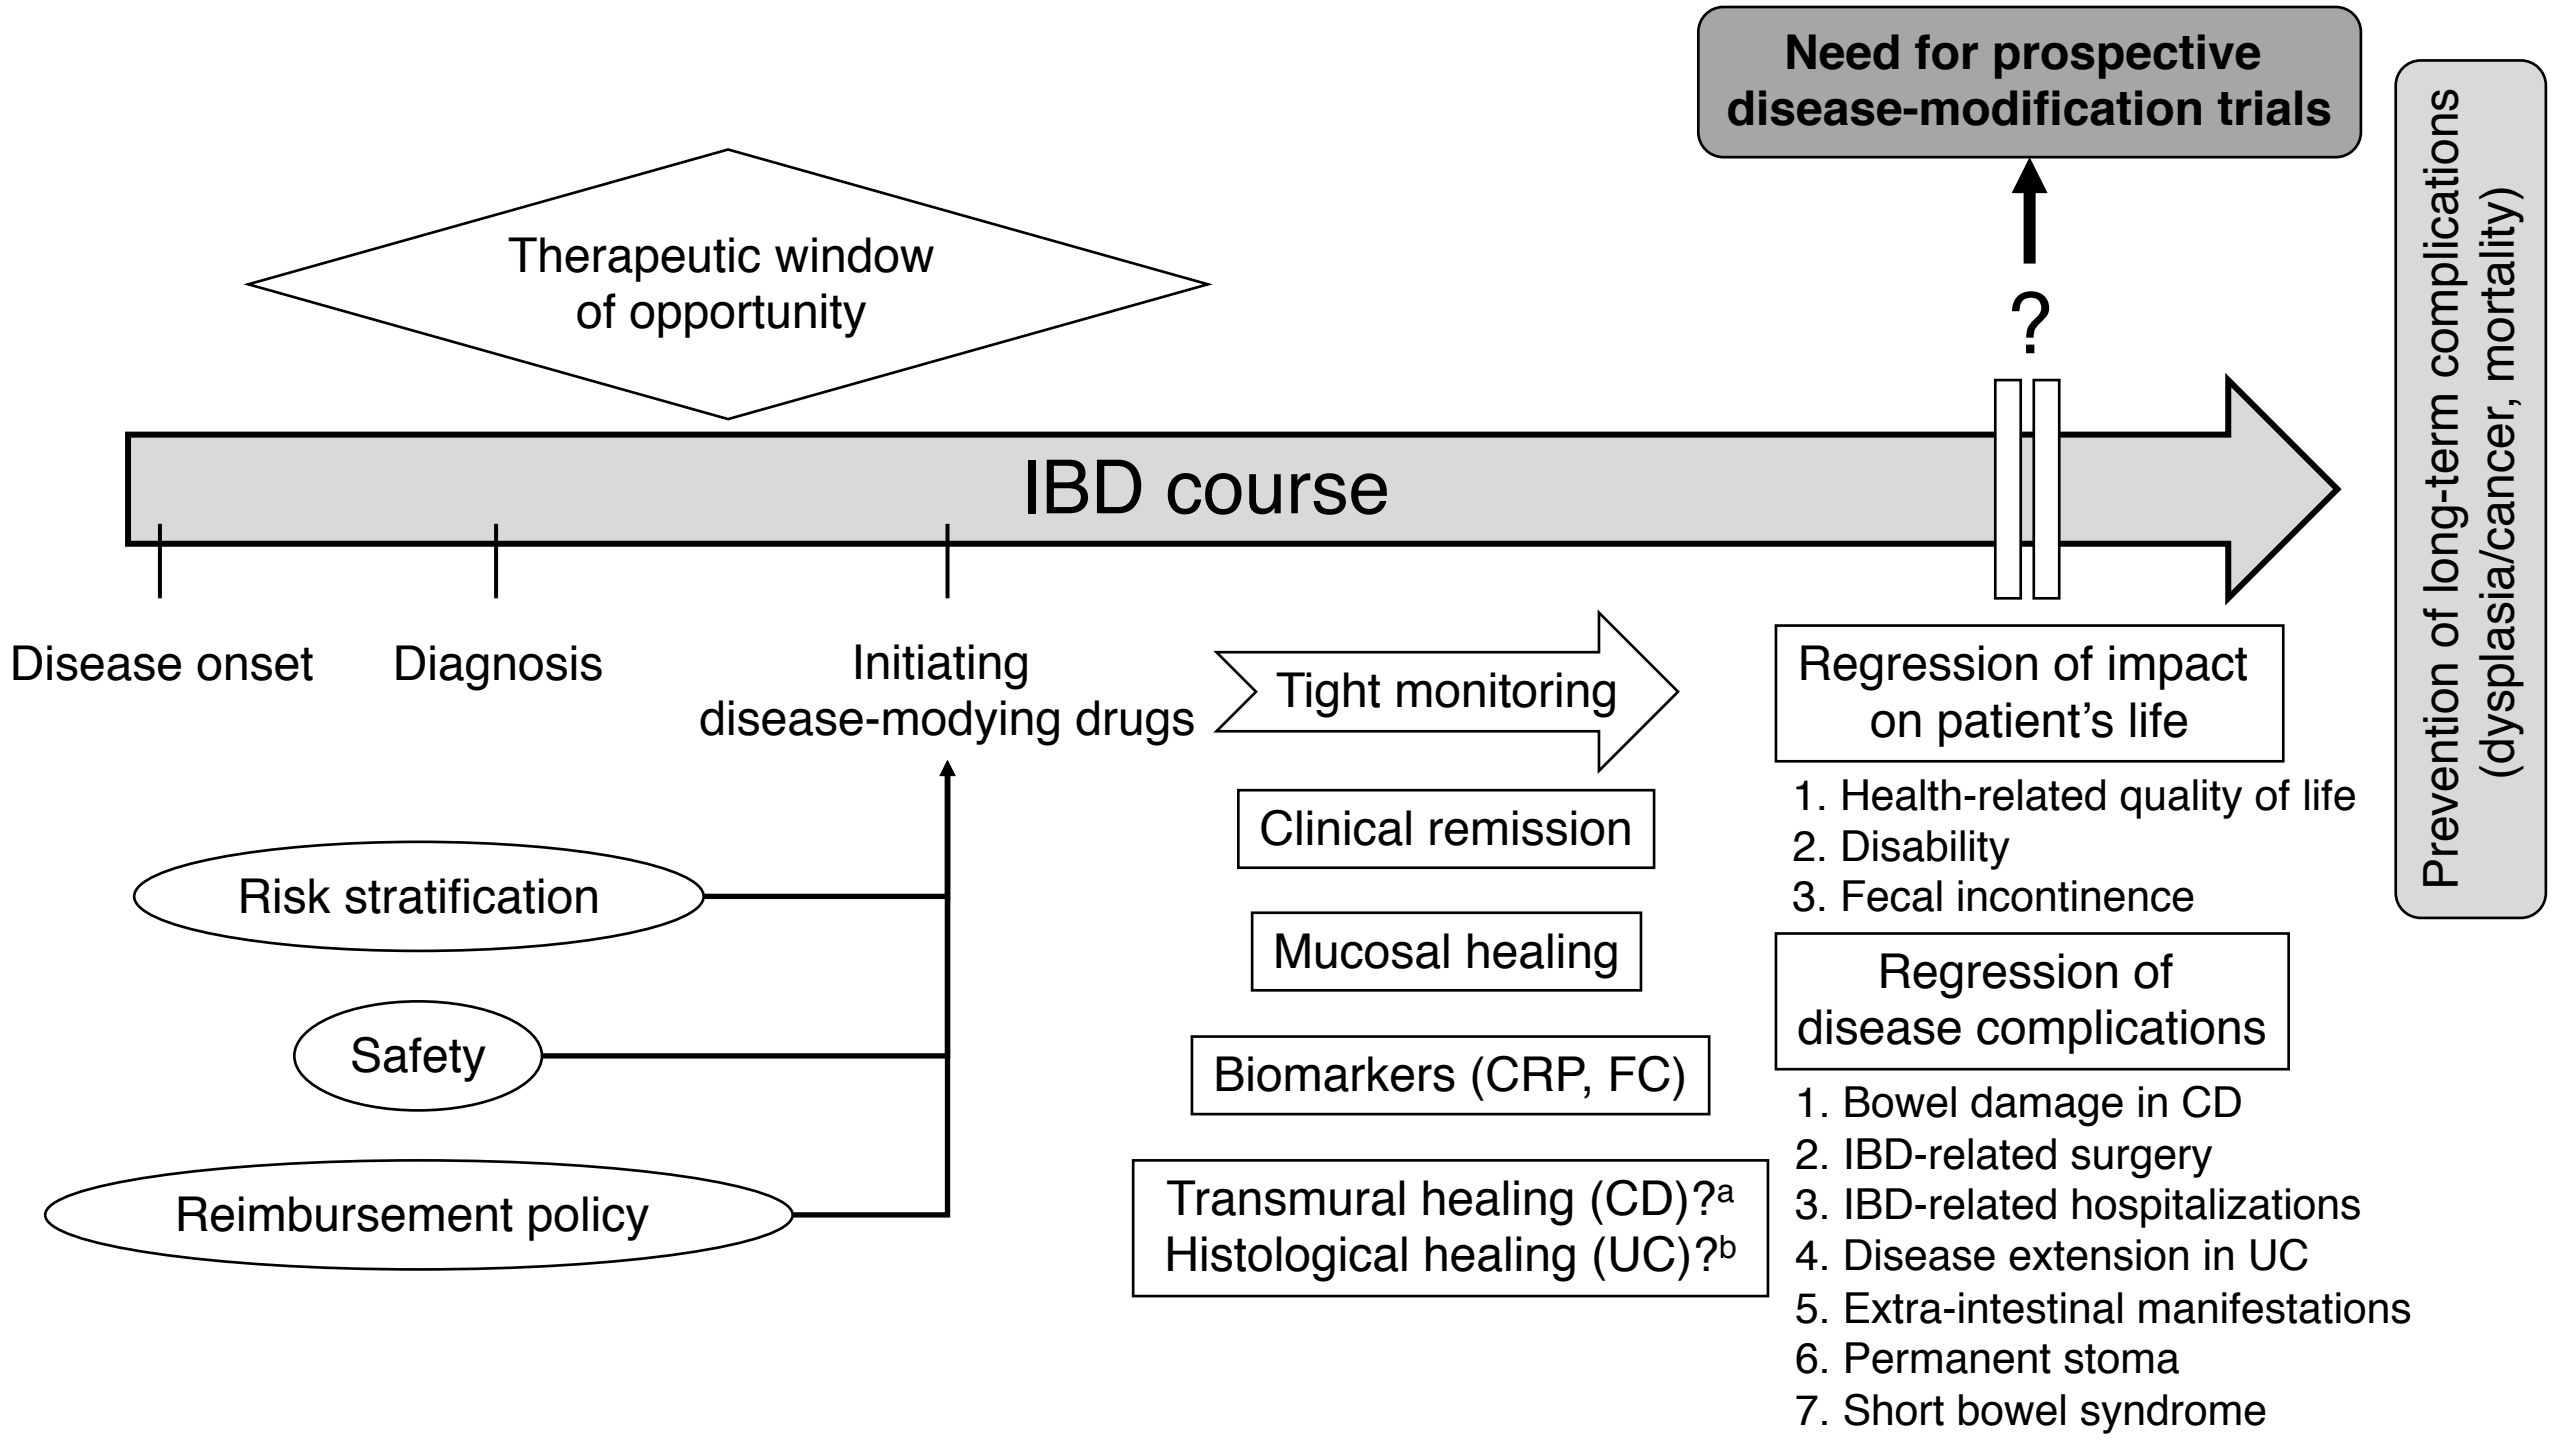 Need for prospective
disease-modification trials
Prevention of long-term complications
(dysplasia/cancer, mortality)
Therapeutic window
of opportunity
?
IBD course
Disease onset
Diagnosis
Initiating
disease-modying drugs
Tight monitoring
Risk stratification
Safety
Reimbursement policy
Clinical remission
Mucosal healing
Biomarkers (CRP, FC)
Transmural healing (CD)?ᵃ
Histological healing (UC)?ᵇ
Regression of impact
on patient’s life
1. Health-related quality of life
2. Disability
3. Fecal incontinence
Regression of
disease complications
1. Bowel damage in CD
2. IBD-related surgery
3. IBD-related hospitalizations
4. Disease extension in UC
5. Extra-intestinal manifestations
6. Permanent stoma
7. Short bowel syndrome